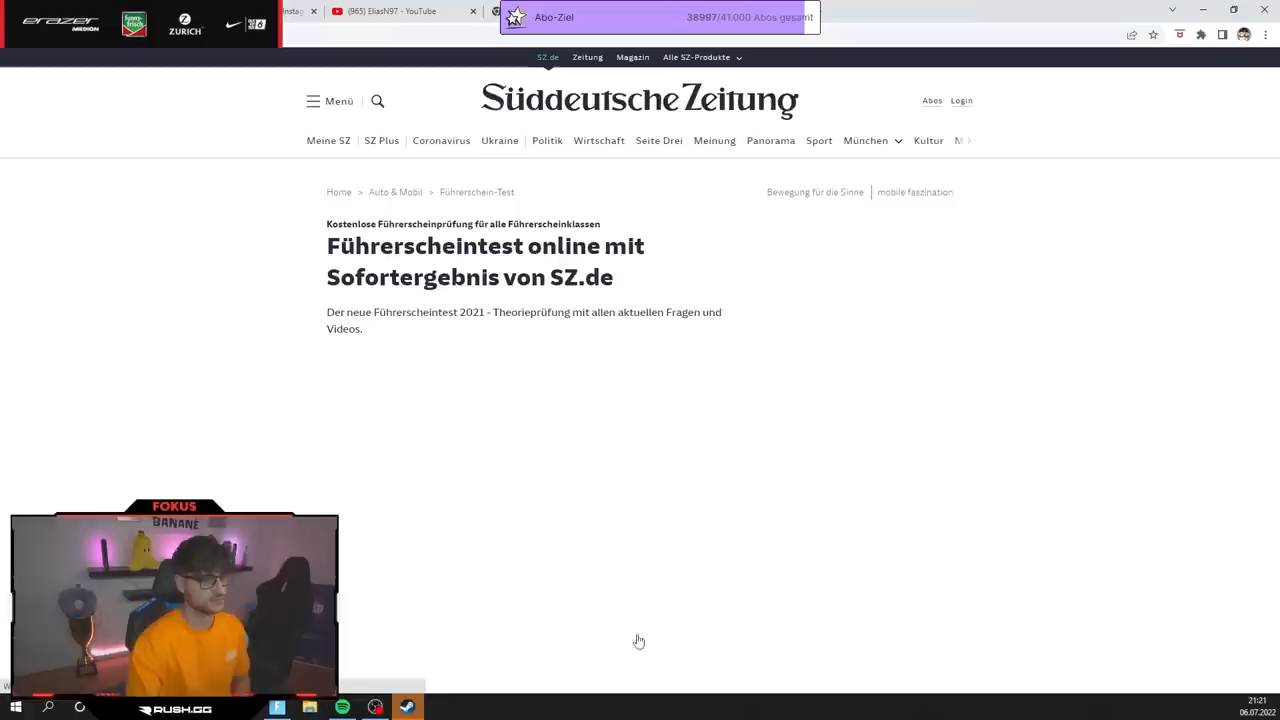 erazer
MEDION
funny-frisch
ZURICH
Instag
(965) EliasN97 - YouTube
Abo-Ziel
38997/41.000 Abos gesamt
SZ.de Zeitung Magazin Alle SZ-Produkte
Menü
Süddeutsche Zeitung
Abos Login
Meine SZ SZ Plus Coronavirus Ukraine Politik Wirtschaft Seite Drei Meinung Panorama Sport München Kultur M
Home > Auto & Mobil > Führerschein-Test
Bewegung für die Sinne mobile faszination
Kostenlose Führerscheinprüfung für alle Führerscheinklassen
Führerscheintest online mit
Sofortergebnis von SZ.de
Der neue Führerscheintest 2021 - Theorieprüfung mit allen aktuellen Fragen und
Videos.
FOKUS
BANANE
W
RUSH.GG
21:21
06.07.2022